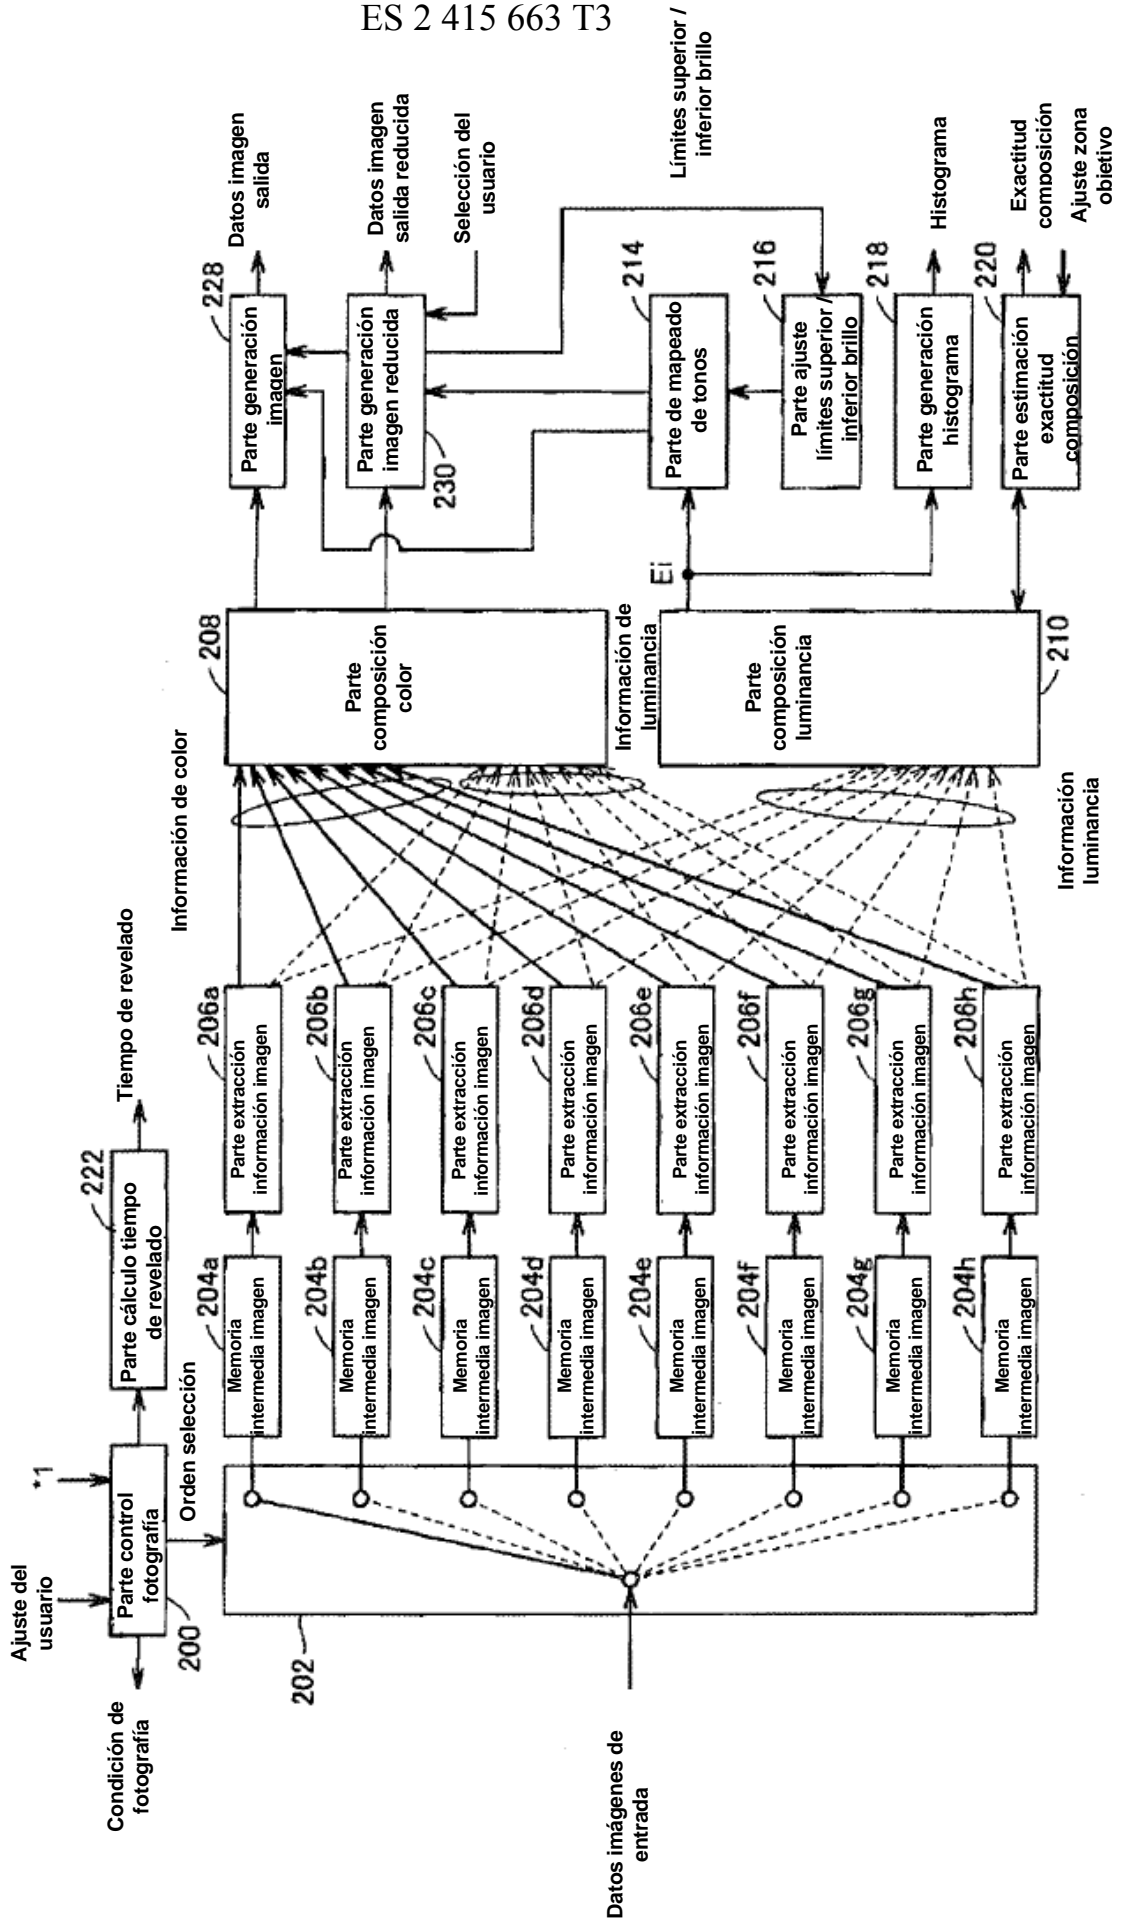 ES 2 415 663 T3
Ajuste del
usuario
*1
Condición de
fotografía
Parte control
fotografía
200
Parte cálculo tiempo
de revelado
222
Tiempo de revelado
Orden selección
202
Datos imágenes de
entrada
204a
Memoria
intermedia imagen
206a
Parte extracción
información imagen
204b
Memoria
intermedia imagen
206b
Parte extracción
información imagen
204c
Memoria
intermedia imagen
206c
Parte extracción
información imagen
204d
Memoria
intermedia imagen
206d
Parte extracción
información imagen
204e
Memoria
intermedia imagen
206e
Parte extracción
información imagen
204f
Memoria
intermedia imagen
206f
Parte extracción
información imagen
204g
Memoria
intermedia imagen
206g
Parte extracción
información imagen
204h
Memoria
intermedia imagen
206h
Parte extracción
información imagen
Información de color
208
Parte
composición
color
Información de
luminancia
Parte
composición
luminancia
210
Información
luminancia
Ei
228
Parte generación
imagen
Datos imagen
salida
Parte generación
imagen reducida
230
Datos imagen
salida reducida
Selección del
usuario
214
Parte de mapeado
de tonos
216
Parte ajuste
límites superior /
inferior brillo
Límites superior /
inferior brillo
218
Parte generación
histograma
Histograma
220
Parte estimación
exactitud
composición
Exactitud
composición
Ajuste zona
objetivo